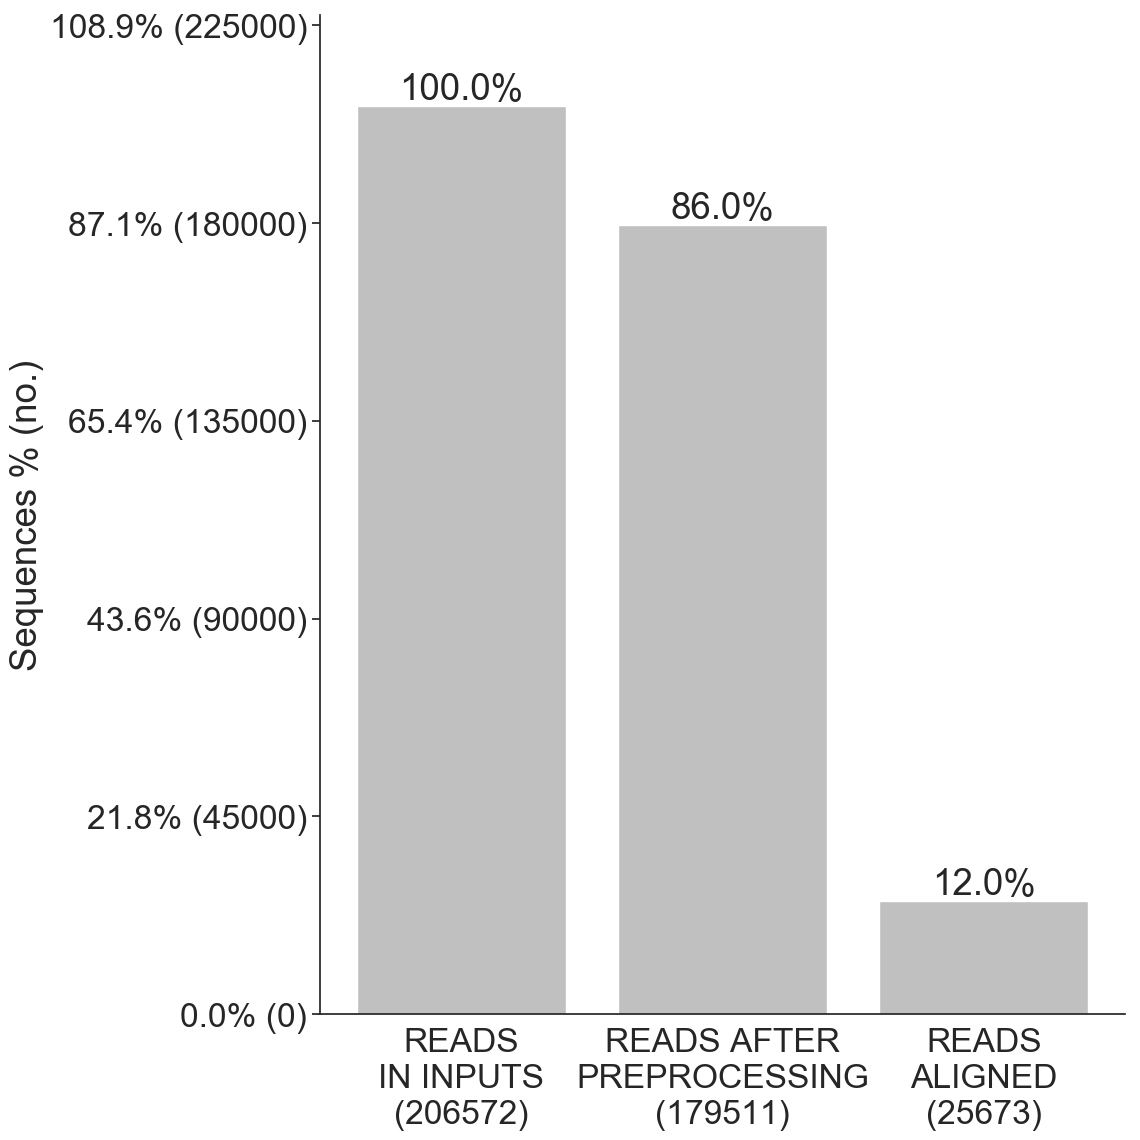 108.9% (225000)
100.0%
86.0%
87.1% (180000)
65.4% (135000)
Sequences % (no.)
43.6% (90000)
21.8% (45000)
12.0%
0.0% (0)
READS
IN INPUTS
(206572)
READS AFTER
PREPROCESSING
(179511)
READS
ALIGNED
(25673)